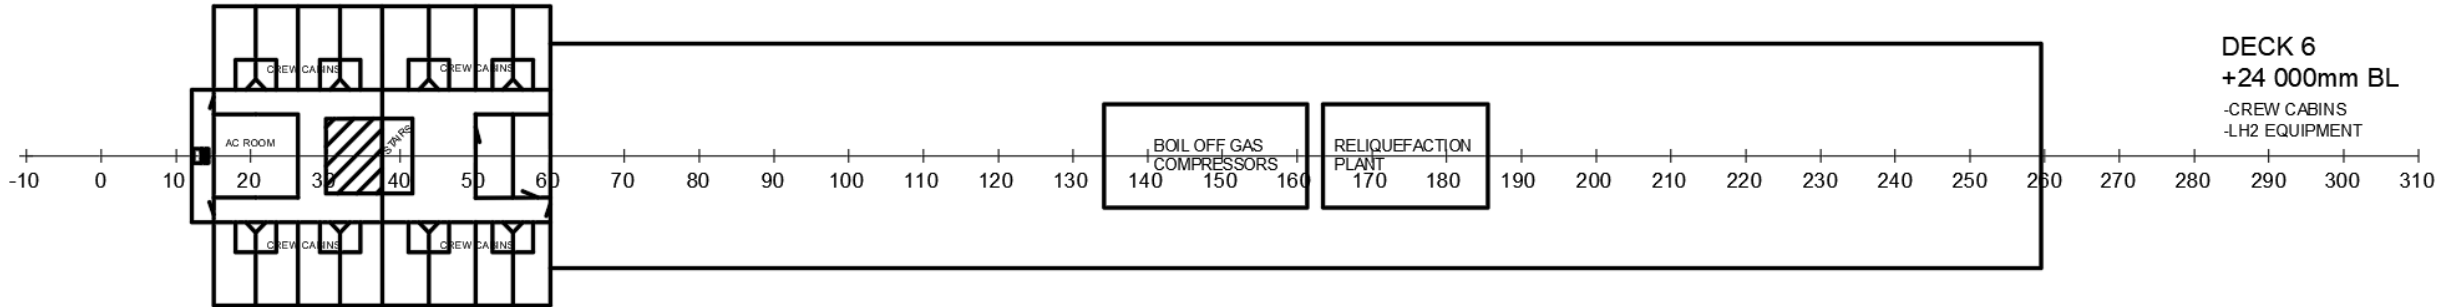 DECK 6
+24 000mm BL
-CREW CABINS
-LH2 EQUIPMENT
CREW CABINS
CREW CABINS
AC ROOM
STAIRS
BOIL OFF GAS
COMPRESSORS
RELIQUEFACTION
PLANT
-10 0 10 20 30 40 50 60 70 80 90 100 110 120 130 140 150 160 170 180 190 200 210 220 230 240 250 260 270 280 290 300 310
CREW CABINS
CREW CABINS